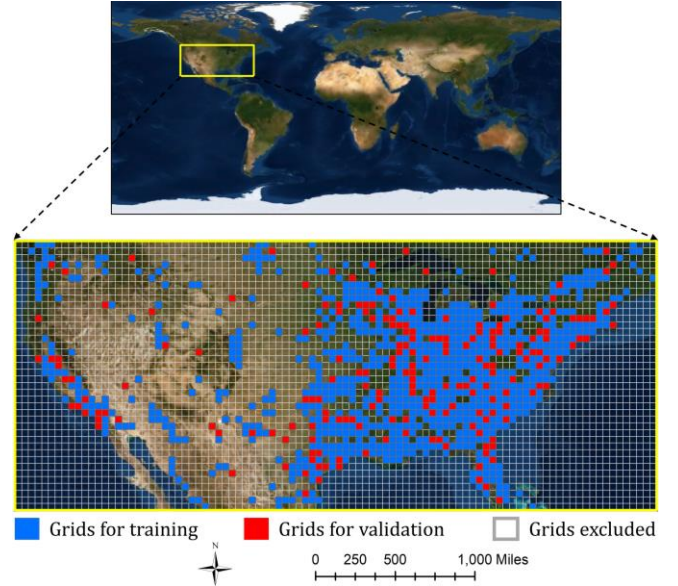 Grids for training Grids for validation Grids excluded
N
0 250 500 1,000 Miles